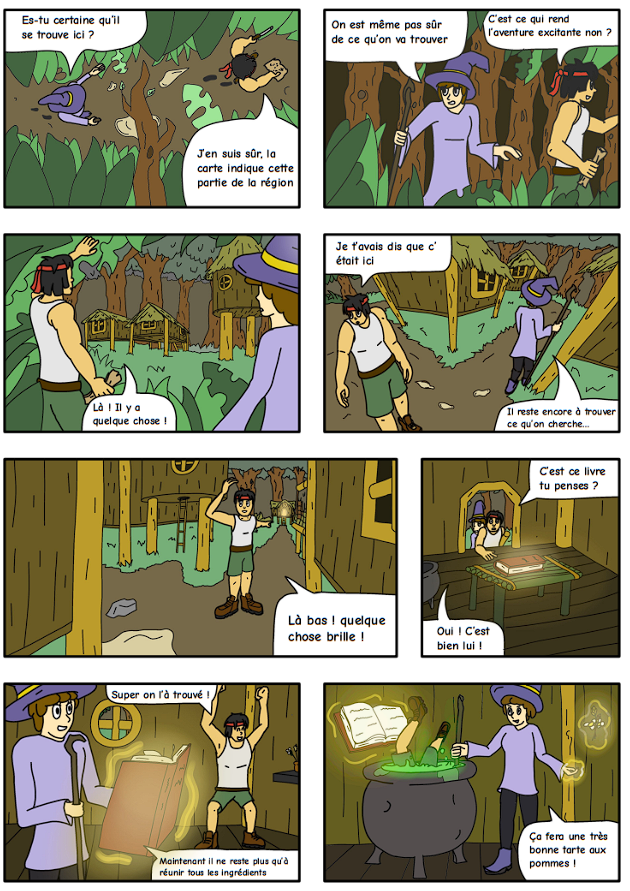 Es-tu certaine qu'il
se trouve ici ?
J'en suis sûr, la
carte indique cette
partie de la région
On est même pas sûr
de ce qu'on va trouver
C'est ce qui rend
l'aventure excitante non ?
Là ! Il y a
quelque chose !
Je t'avais dis que c'
était ici
Il reste encore à trouver
ce qu'on cherche...
Là bas ! quelque
chose brille !
C'est ce livre
tu penses ?
Oui ! C'est
bien lui !
Super on l'à trouvé !
Maintenant il ne reste plus qu'à
réunir tous les ingrédients
Ça fera une très
bonne tarte aux
pommes !